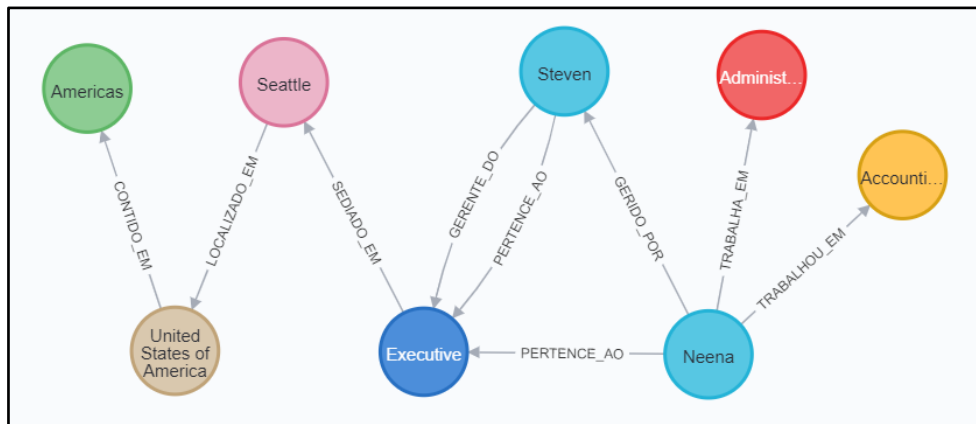 Americas
Seattle
Steven
Administ...
Accounti...
CONTIDO_EM
LOCALIZADO_EM
SEDIADO_EM
GERENTE_DO
PERTENCE_AO
GERIDO_POR
TRABALHA_EM
TRABALHOU_EM
United
States of
America
Executive
PERTENCE_AO
Neena